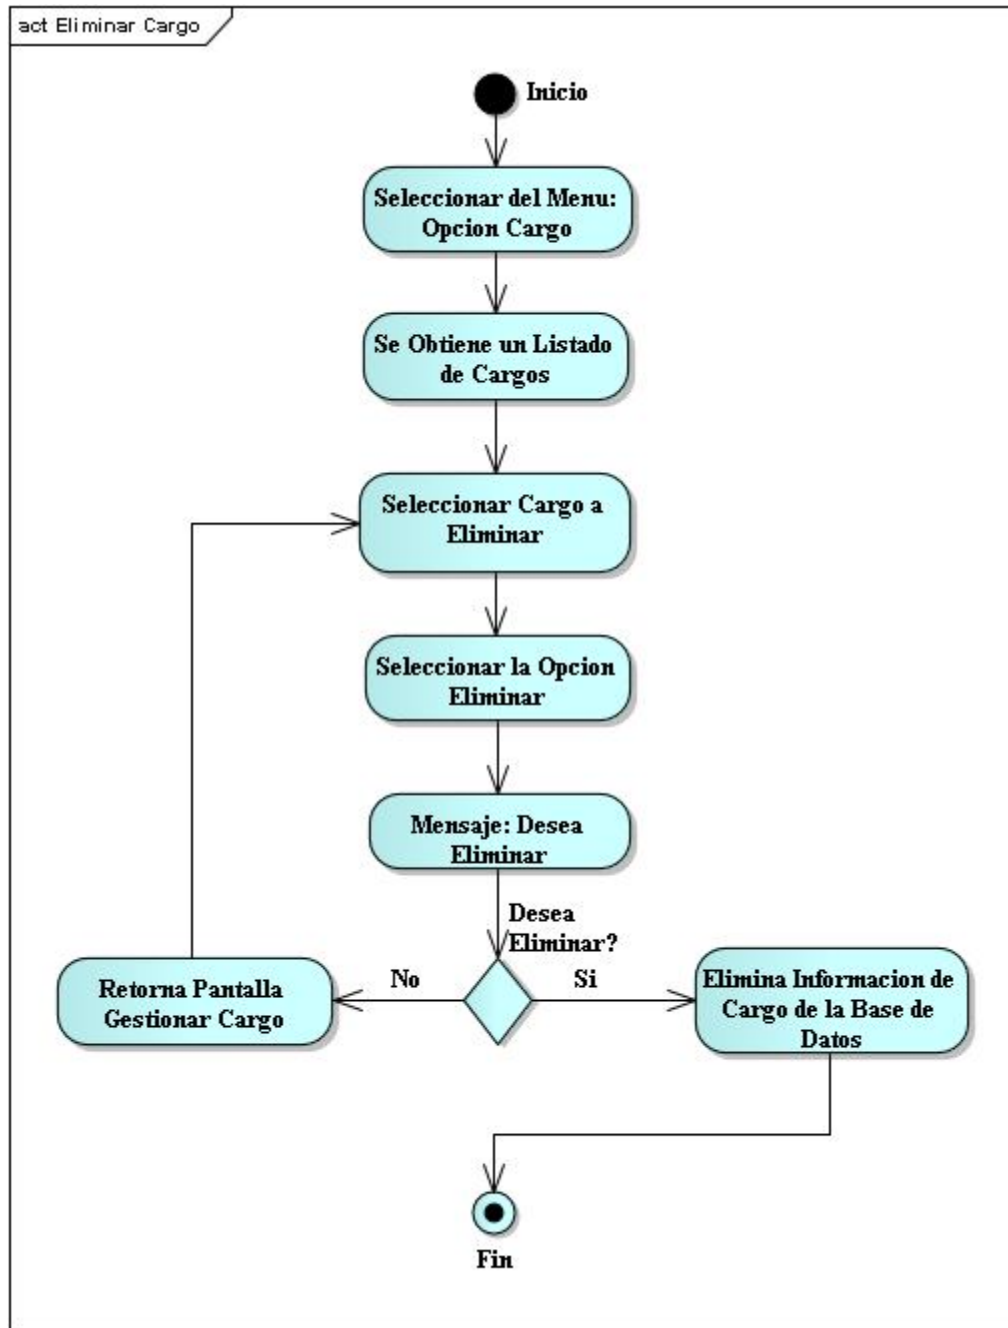 act Eliminar Cargo
Inicio
Seleccionar del Menu:
Opcion Cargo
Se Obtiene un Listado
de Cargos
Seleccionar Cargo a
Eliminar
Seleccionar la Opcion
Eliminar
Mensaje: Desea
Eliminar
Desea
Eliminar?
No
Si
Retorna Pantalla
Gestionar Cargo
Elimina Informacion de
Cargo de la Base de
Datos
Fin